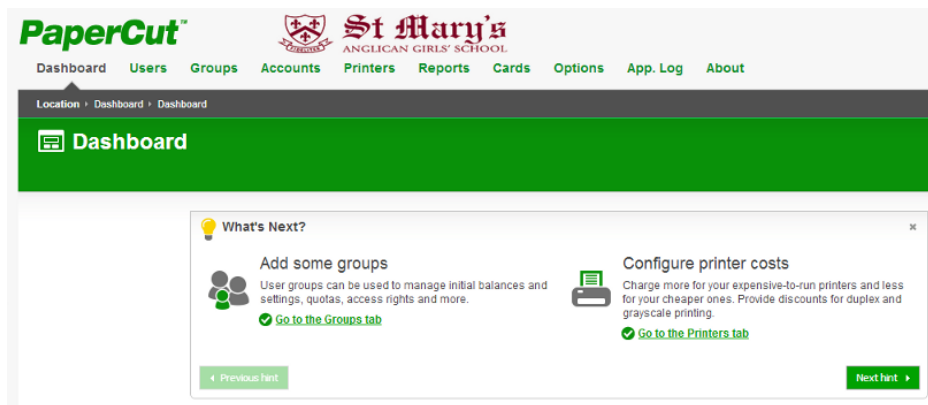 PaperCut™
St Mary's
ANGLICAN GIRLS' SCHOOL
Dashboard Users Groups Accounts Printers Reports Cards Options App. Log About
Location › Dashboard › Dashboard
Dashboard
What's Next?
Add some groups
User groups can be used to manage initial balances and
settings, quotas, access rights and more.
Go to the Groups tab
Configure printer costs
Charge more for your expensive-to-run printers and less
for your cheaper ones. Provide discounts for duplex and
grayscale printing.
Go to the Printers tab
Previous hint
Next hint